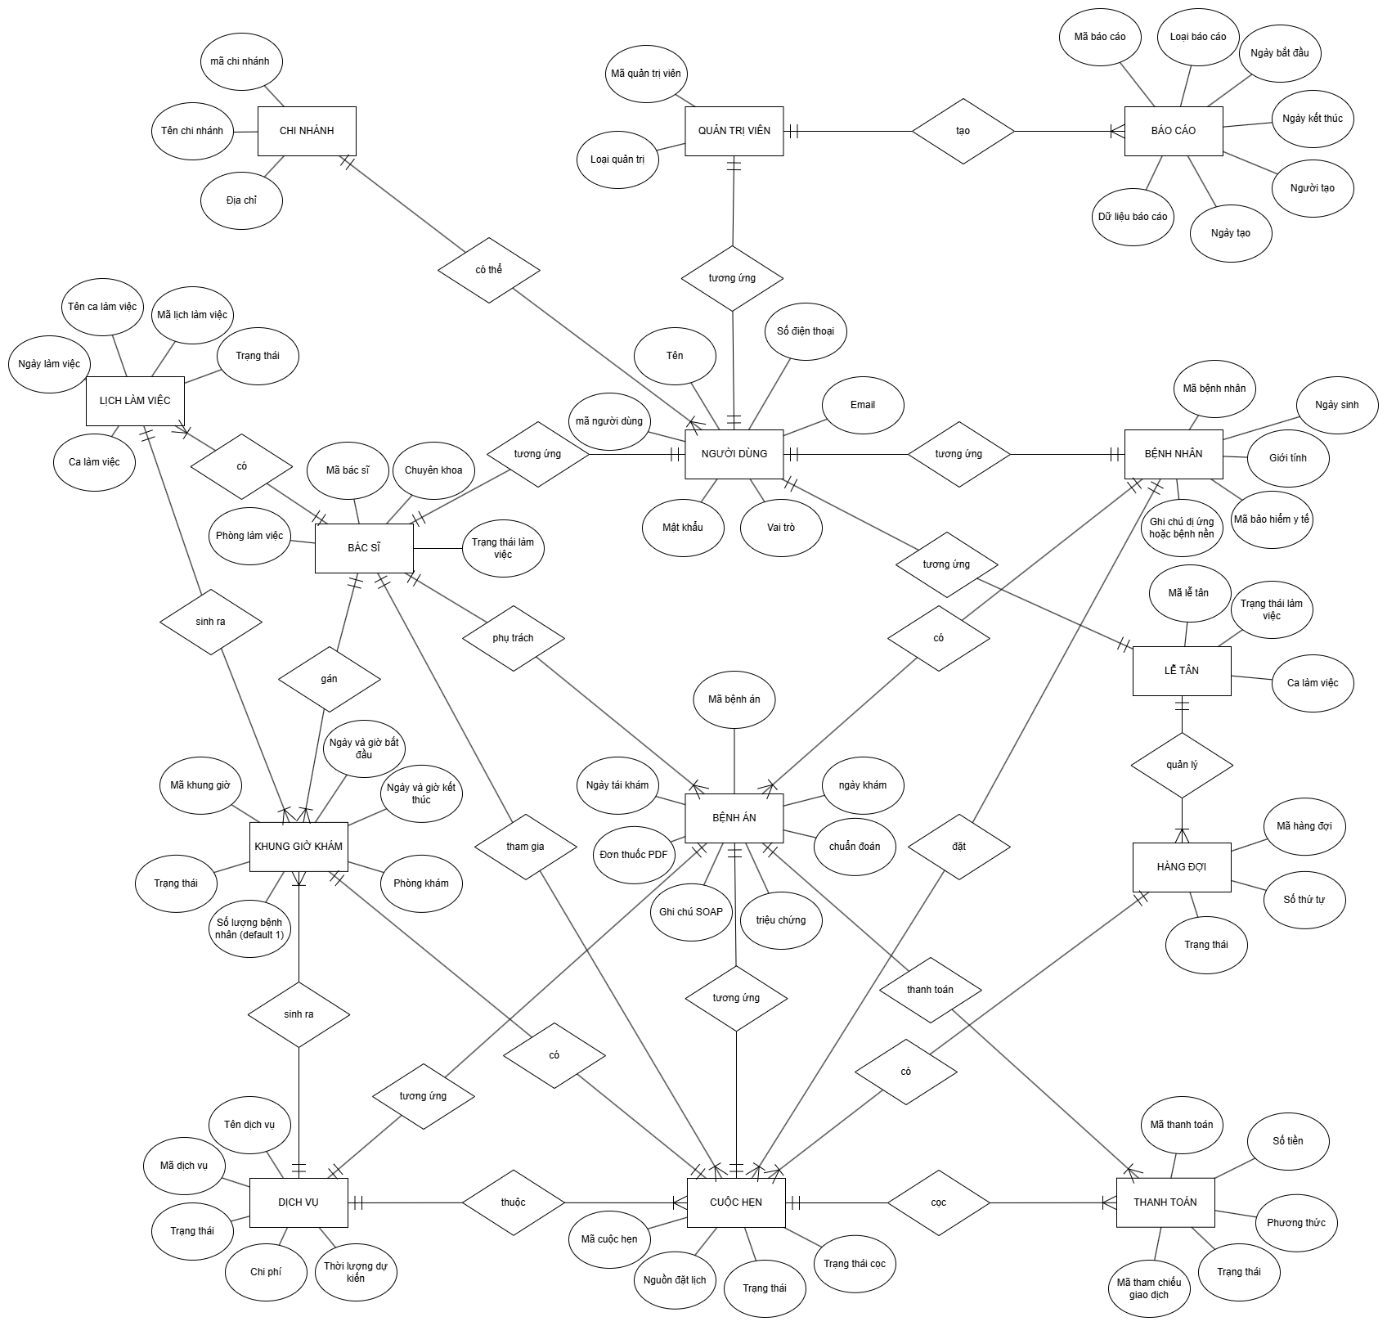 Mã báo cáo
Loại báo cáo
Ngày bắt đầu
mã chi nhánh
Mã quản trị viên
Ngày kết thúc
Tên chi nhánh
CHI NHÁNH
QUẢN TRỊ VIÊN
tạo
BÁO CÁO
Loại quản trị
Người tạo
Địa chỉ
Dữ liệu báo cáo
Ngày tạo
có thể
tương ứng
Tên ca làm việc
Mã lịch làm việc
Số điện thoại
Ngày làm việc
Trạng thái
Tên
Mã bệnh nhân
LỊCH LÀM VIỆC
Email
Ngày sinh
mã người dùng
Ca làm việc
có
tương ứng
NGƯỜI DÙNG
tương ứng
BỆNH NHÂN
Giới tính
Mã bác sĩ
Chuyên khoa
Mật khẩu
Vai trò
Ghi chú dị ứng
hoặc bệnh nền
Mã bảo hiểm y tế
Phòng làm việc
BÁC SĨ
Trạng thái làm
việc
tương ứng
Mã lễ tân
Trạng thái làm
việc
sinh ra
phụ trách
có
LỄ TÂN
Ca làm việc
gán
Mã bệnh án
Ngày và giờ bắt
đầu
quản lý
Mã khung giờ
Ngày và giờ kết
thúc
Ngày tái khám
ngày khám
BỆNH ÁN
Mã hàng đợi
KHUNG GIỜ KHÁM
tham gia
Đơn thuốc PDF
chuẩn đoán
đặt
HÀNG ĐỢI
Trạng thái
Phòng khám
Số thứ tự
Số lượng bệnh
nhân (default 1)
Ghi chú SOAP
triệu chứng
Trạng thái
thanh toán
tương ứng
sinh ra
có
có
tương ứng
Tên dịch vụ
Mã thanh toán
Số tiền
Mã dịch vụ
DỊCH VỤ
thuộc
CUỘC HẸN
cọc
THANH TOÁN
Trạng thái
Phương thức
Mã cuộc hẹn
Chi phí
Thời lượng dự
kiến
Nguồn đặt lịch
Trạng thái
Trạng thái cọc
Mã tham chiếu
giao dịch
Trạng thái